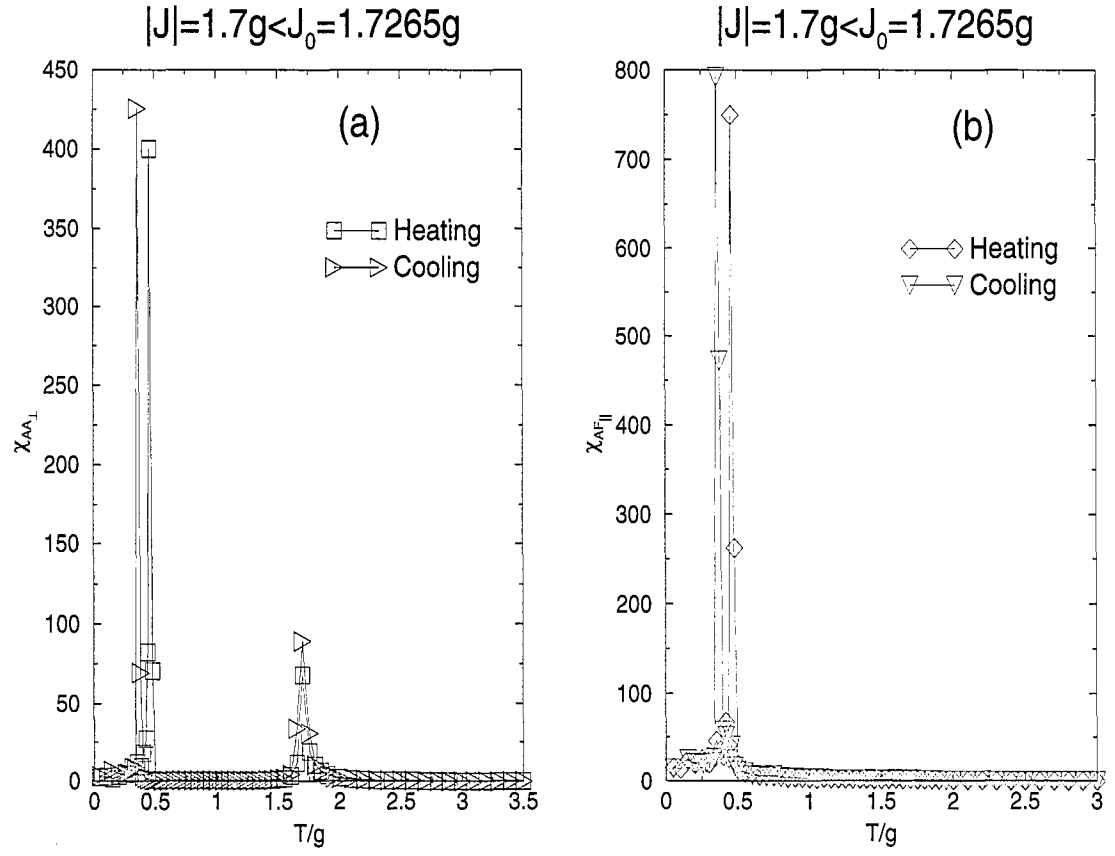 |J|=1.7g<J₀=1.7265g
(a)
450
400
350
300
250
200
150
100
50
0
χ_AA⊥
Heating
Cooling
0 0.5 1 1.5 2 2.5 3 3.5
T/g
|J|=1.7g<J₀=1.7265g
(b)
800
700
600
500
400
300
200
100
0
χ_AF||
Heating
Cooling
0 0.5 1 1.5 2 2.5 3
T/g